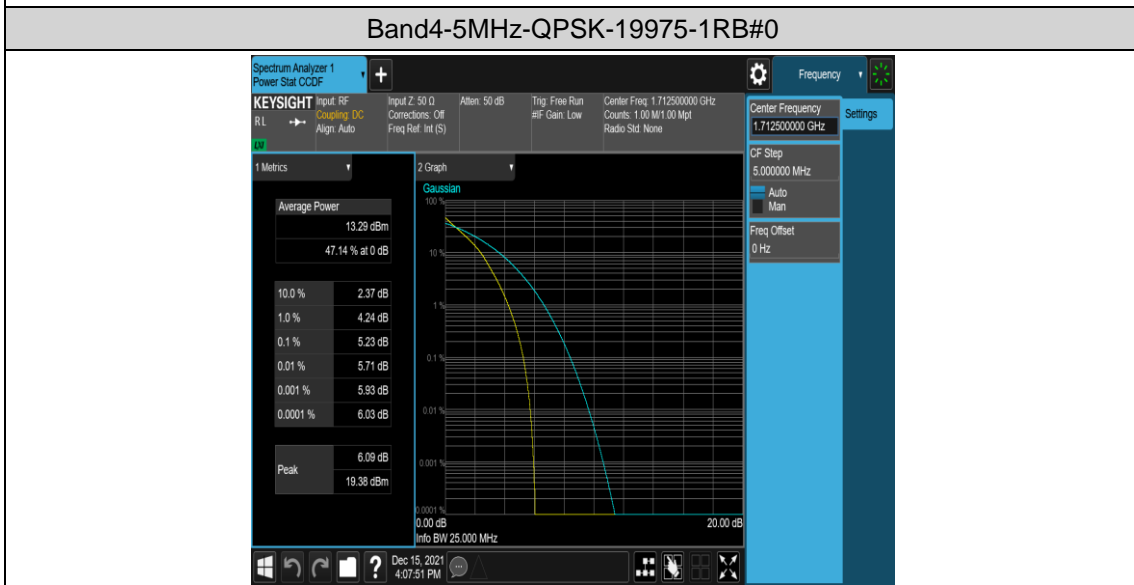 Band4-5MHz-QPSK-19975-1RB#0
Spectrum Analyzer 1
Power Stat CCDF
+
Frequency
KEYSIGHT
RL
Input: RF
Coupling: DC
Align: Auto
Input Z: 50 Ω
Corrections: Off
Freq Ref: Int (S)
Atten: 50 dB
Trig: Free Run
#IF Gain: Low
Center Freq: 1.712500000 GHz
Counts: 1.00 M/1.00 Mpt
Radio Std: None
Center Frequency
1.712500000 GHz
Settings
CF Step
5.000000 MHz
Auto
Man
Freq Offset
0 Hz
1 Metrics
Average Power
13.29 dBm
47.14 % at 0 dB
10.0 % 2.37 dB
1.0 % 4.24 dB
0.1 % 5.23 dB
0.01 % 5.71 dB
0.001 % 5.93 dB
0.0001 % 6.03 dB
Peak
6.09 dB
19.38 dBm
2 Graph
Gaussian
100 %
10 %
1 %
0.1 %
0.01 %
0.001 %
0.0001 %
0.00 dB 20.00 dB
Info BW 25.000 MHz
?
Dec 15, 2021
4:07:51 PM